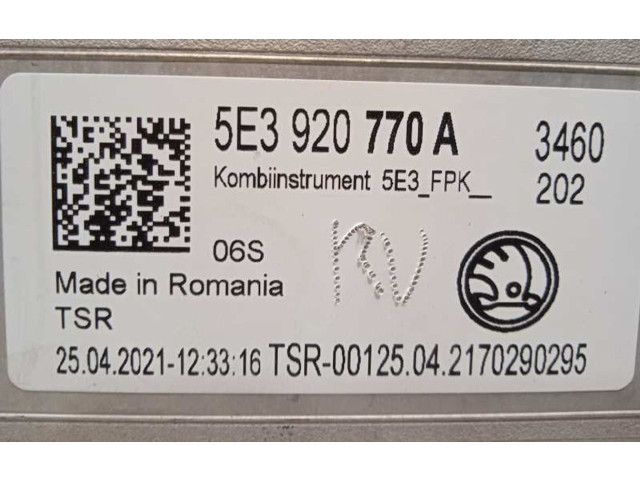 5E3 920 770 A
3460
Kombiinstrument 5E3_FPK__
202
06S
Made in Romania
TSR
25.04.2021-12:33:16 TSR-00125.04.2170290295